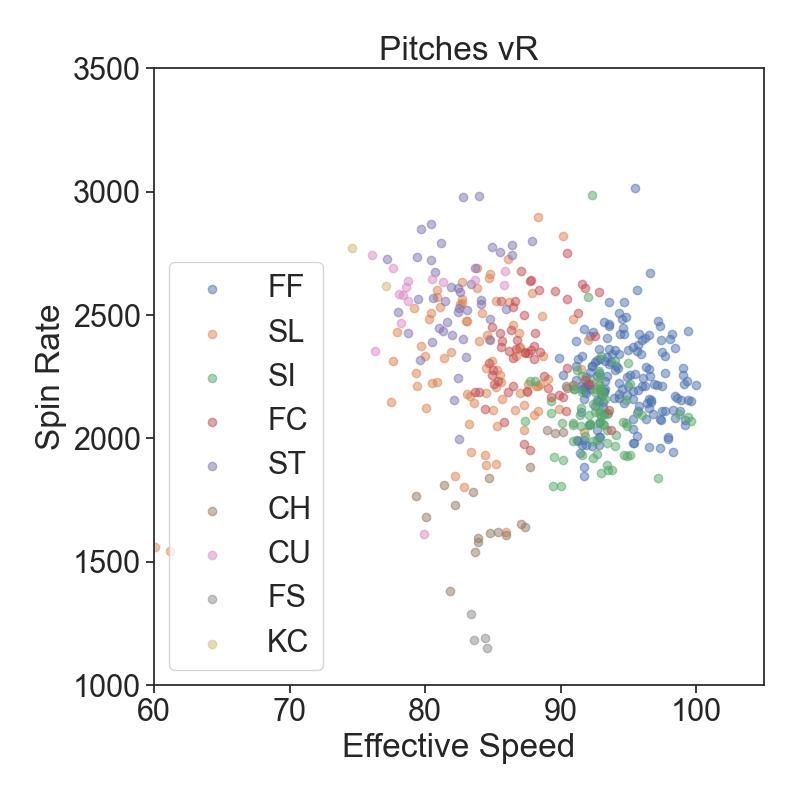 Pitches vR
3500
3000
2500
2000
1500
1000
Spin Rate
FF
SL
SI
FC
ST
CH
CU
FS
KC
60 70 80 90 100
Effective Speed